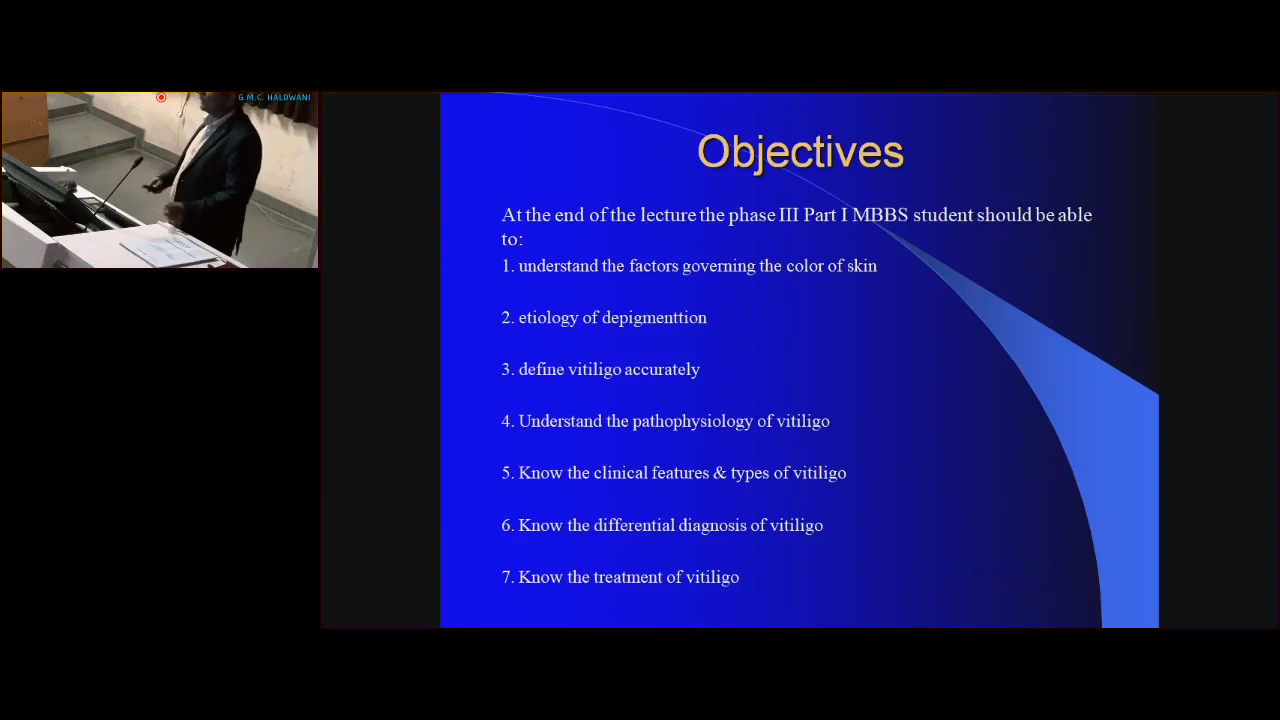 G.M.C. HALDWANI
Objectives
At the end of the lecture the phase III Part I MBBS student should be able
to:
1. understand the factors governing the color of skin
2. etiology of depigmenttion
3. define vitiligo accurately
4. Understand the pathophysiology of vitiligo
5. Know the clinical features & types of vitiligo
6. Know the differential diagnosis of vitiligo
7. Know the treatment of vitiligo